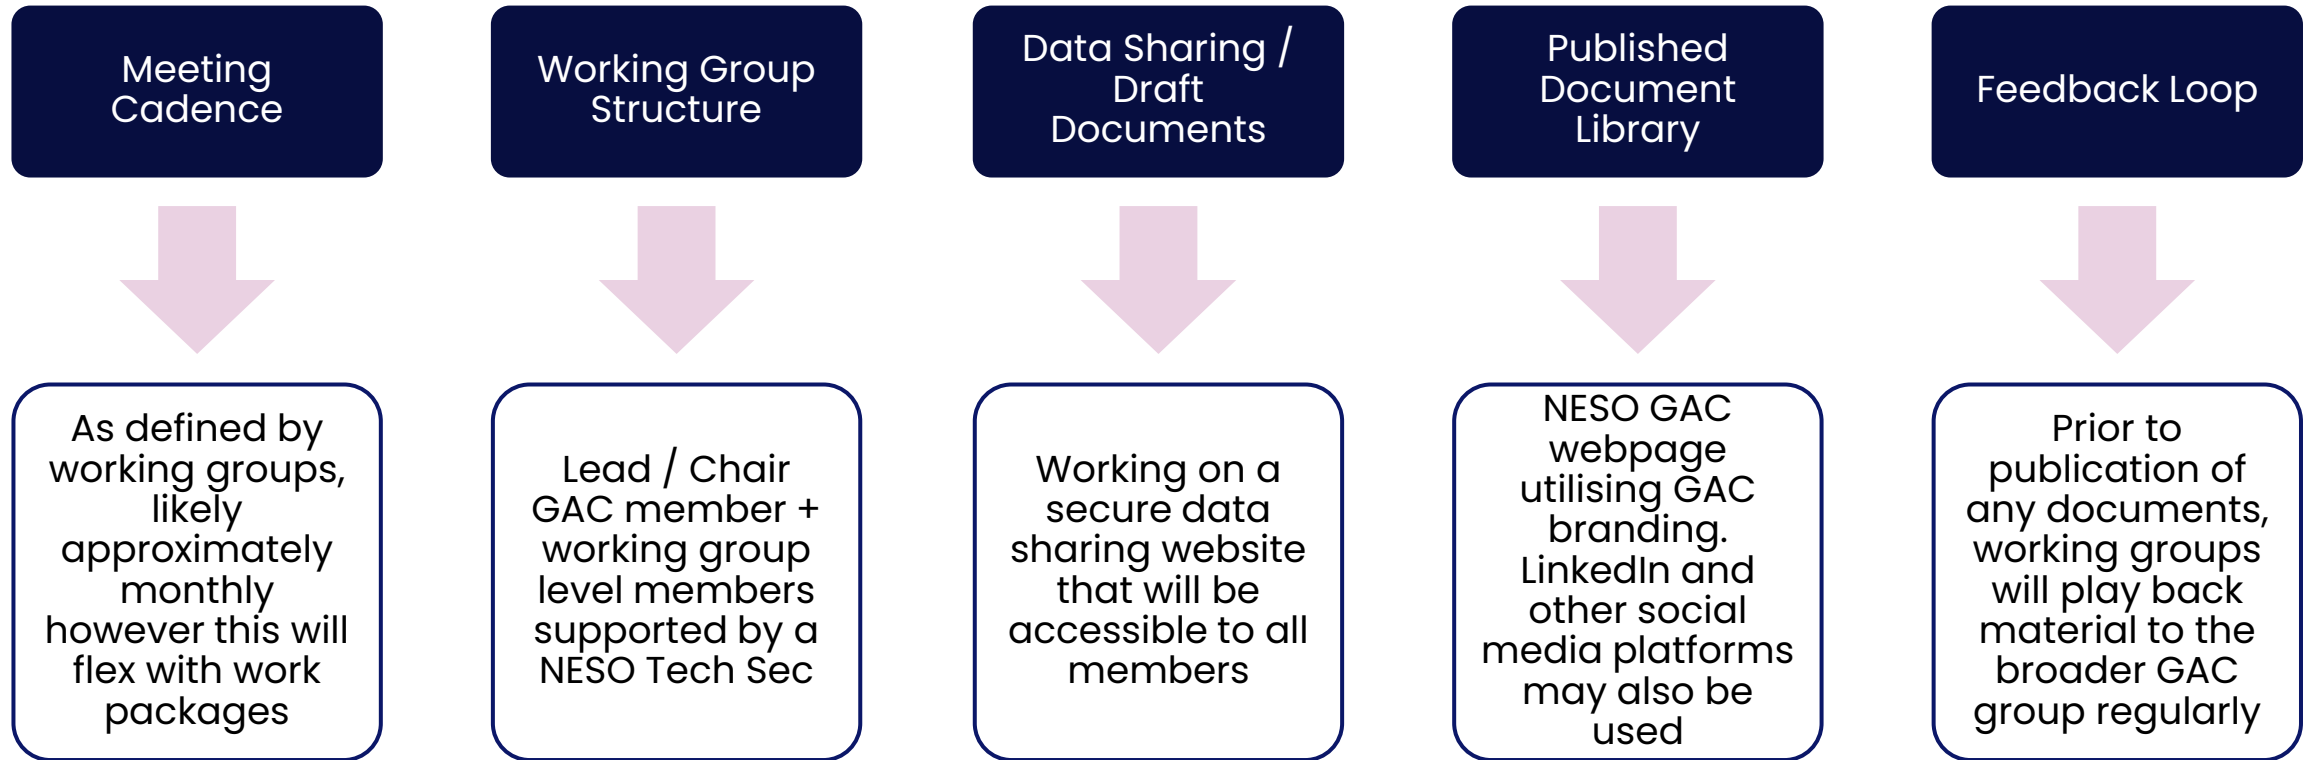 Meeting
Cadence
Working Group
Structure
Data Sharing /
Draft
Documents
Published
Document
Library
Feedback Loop
As defined by
working groups,
likely
approximately
monthly
however this will
flex with work
packages
Lead / Chair
GAC member +
working group
level members
supported by a
NESO Tech Sec
Working on a
secure data
sharing website
that will be
accessible to all
members
NESO GAC
webpage
utilising GAC
branding.
LinkedIn and
other social
media platforms
may also be
used
Prior to
publication of
any documents,
working groups
will play back
material to the
broader GAC
group regularly